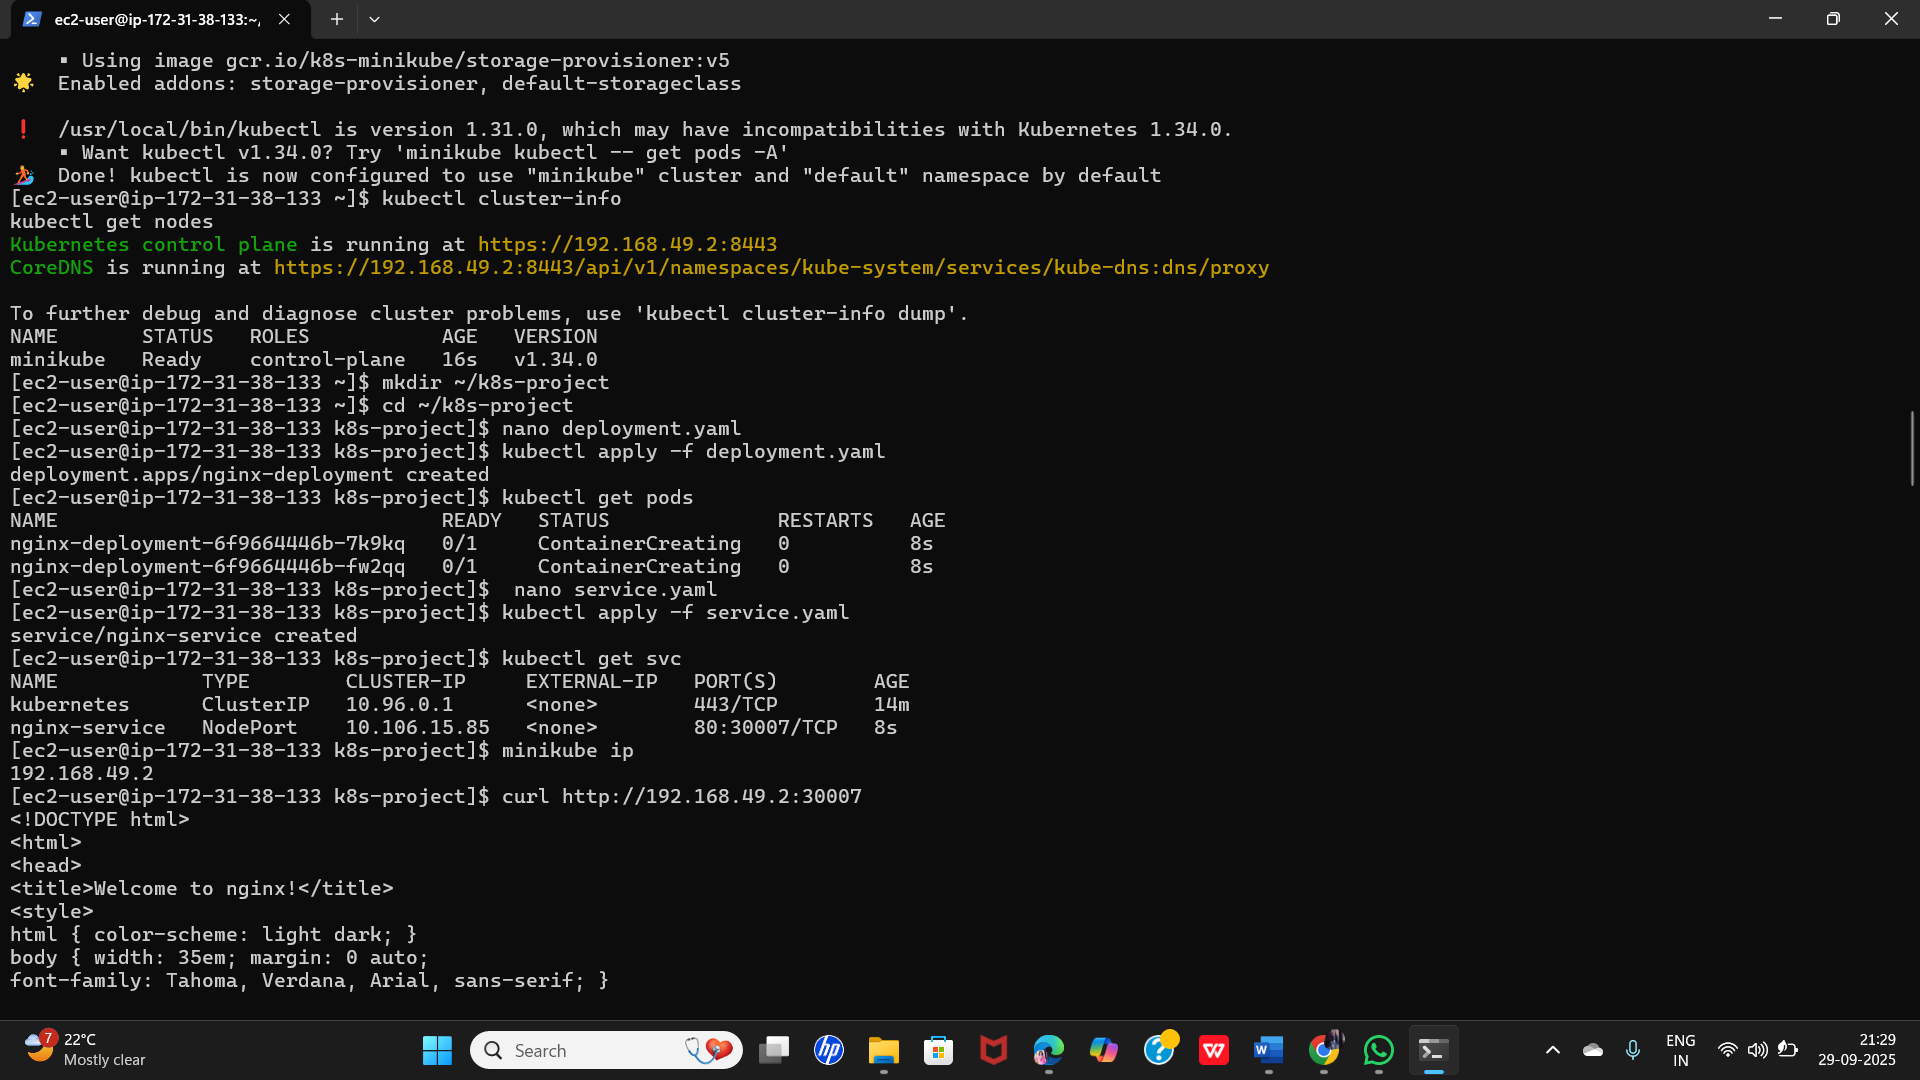 ec2-user@ip-172-31-38-133:~,
▪ Using image gcr.io/k8s-minikube/storage-provisioner:v5
🌟  Enabled addons: storage-provisioner, default-storageclass
❗  /usr/local/bin/kubectl is version 1.31.0, which may have incompatibilities with Kubernetes 1.34.0.
▪ Want kubectl v1.34.0? Try 'minikube kubectl -- get pods -A'
🏄  Done! kubectl is now configured to use "minikube" cluster and "default" namespace by default
[ec2-user@ip-172-31-38-133 ~]$ kubectl cluster-info
kubectl get nodes
Kubernetes control plane is running at https://192.168.49.2:8443
CoreDNS is running at https://192.168.49.2:8443/api/v1/namespaces/kube-system/services/kube-dns:dns/proxy
To further debug and diagnose cluster problems, use 'kubectl cluster-info dump'.
NAME       STATUS   ROLES           AGE   VERSION
minikube   Ready    control-plane   16s   v1.34.0
[ec2-user@ip-172-31-38-133 ~]$ mkdir ~/k8s-project
[ec2-user@ip-172-31-38-133 ~]$ cd ~/k8s-project
[ec2-user@ip-172-31-38-133 k8s-project]$ nano deployment.yaml
[ec2-user@ip-172-31-38-133 k8s-project]$ kubectl apply -f deployment.yaml
deployment.apps/nginx-deployment created
[ec2-user@ip-172-31-38-133 k8s-project]$ kubectl get pods
NAME                                READY   STATUS              RESTARTS   AGE
nginx-deployment-6f9664446b-7k9kq   0/1     ContainerCreating   0          8s
nginx-deployment-6f9664446b-fw2qq   0/1     ContainerCreating   0          8s
[ec2-user@ip-172-31-38-133 k8s-project]$  nano service.yaml
[ec2-user@ip-172-31-38-133 k8s-project]$ kubectl apply -f service.yaml
service/nginx-service created
[ec2-user@ip-172-31-38-133 k8s-project]$ kubectl get svc
NAME            TYPE        CLUSTER-IP     EXTERNAL-IP   PORT(S)        AGE
kubernetes      ClusterIP   10.96.0.1      <none>        443/TCP        14m
nginx-service   NodePort    10.106.15.85   <none>        80:30007/TCP   8s
[ec2-user@ip-172-31-38-133 k8s-project]$ minikube ip
192.168.49.2
[ec2-user@ip-172-31-38-133 k8s-project]$ curl http://192.168.49.2:30007
<!DOCTYPE html>
<html>
<head>
<title>Welcome to nginx!</title>
<style>
html { color-scheme: light dark; }
body { width: 35em; margin: 0 auto;
font-family: Tahoma, Verdana, Arial, sans-serif; }
7
22°C
Mostly clear
Search
hp
W
ENG
IN
21:29
29-09-2025